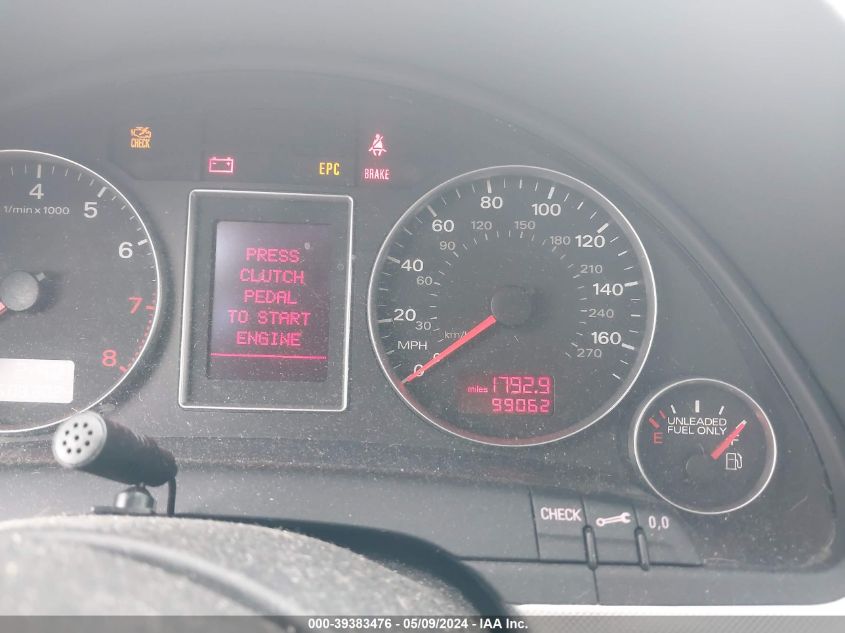 CHECK
EPC
BRAKE
4
1/min x 1000
5
6
7
8
PRESS
CLUTCH
PEDAL
TO START
ENGINE
0
20
40
60
80
100
120
140
160
MPH
0
30
60
90
120
150
180
210
240
270
km/h
miles 1792.9
99062
UNLEADED
FUEL ONLY
E
F
CHECK
0,0
000-39383476 - 05/09/2024 - IAA Inc.